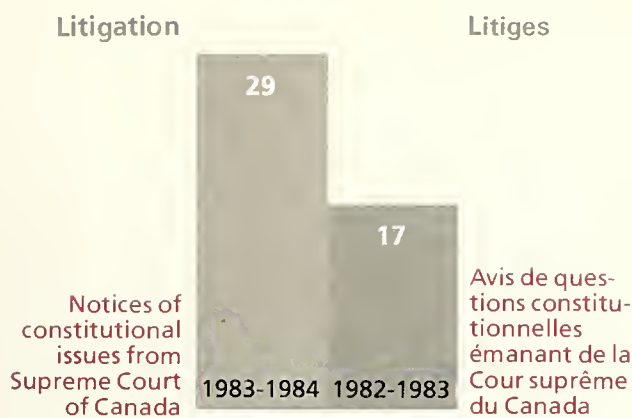 Litigation
Litiges
29
17
Notices of
constitutional
issues from
Supreme Court
of Canada
1983-1984
1982-1983
Avis de ques-
tions constitu-
tionnelles
émanant de la
Cour suprême
du Canada